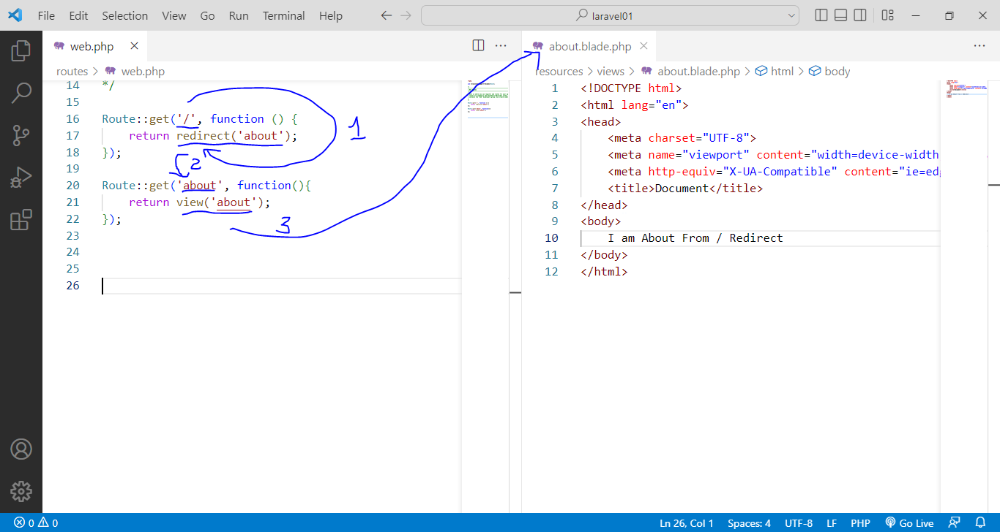 File Edit Selection View Go Run Terminal Help laravel01
web.php
routes > web.php
14 */
15
16 Route::get('/', function () {
17 return redirect('about');
18 });
19
20 Route::get('about', function(){
21 return view('about');
22 });
23
24
25
26
1
2
3
about.blade.php
resources > views > about.blade.php > html > body
1 <!DOCTYPE html>
2 <html lang="en">
3 <head>
4 <meta charset="UTF-8">
5 <meta name="viewport" content="width=device-width
6 <meta http-equiv="X-UA-Compatible" content="ie=ed
7 <title>Document</title>
8 </head>
9 <body>
10 I am About From / Redirect
11 </body>
12 </html>
0 0 Ln 26, Col 1 Spaces: 4 UTF-8 LF PHP Go Live